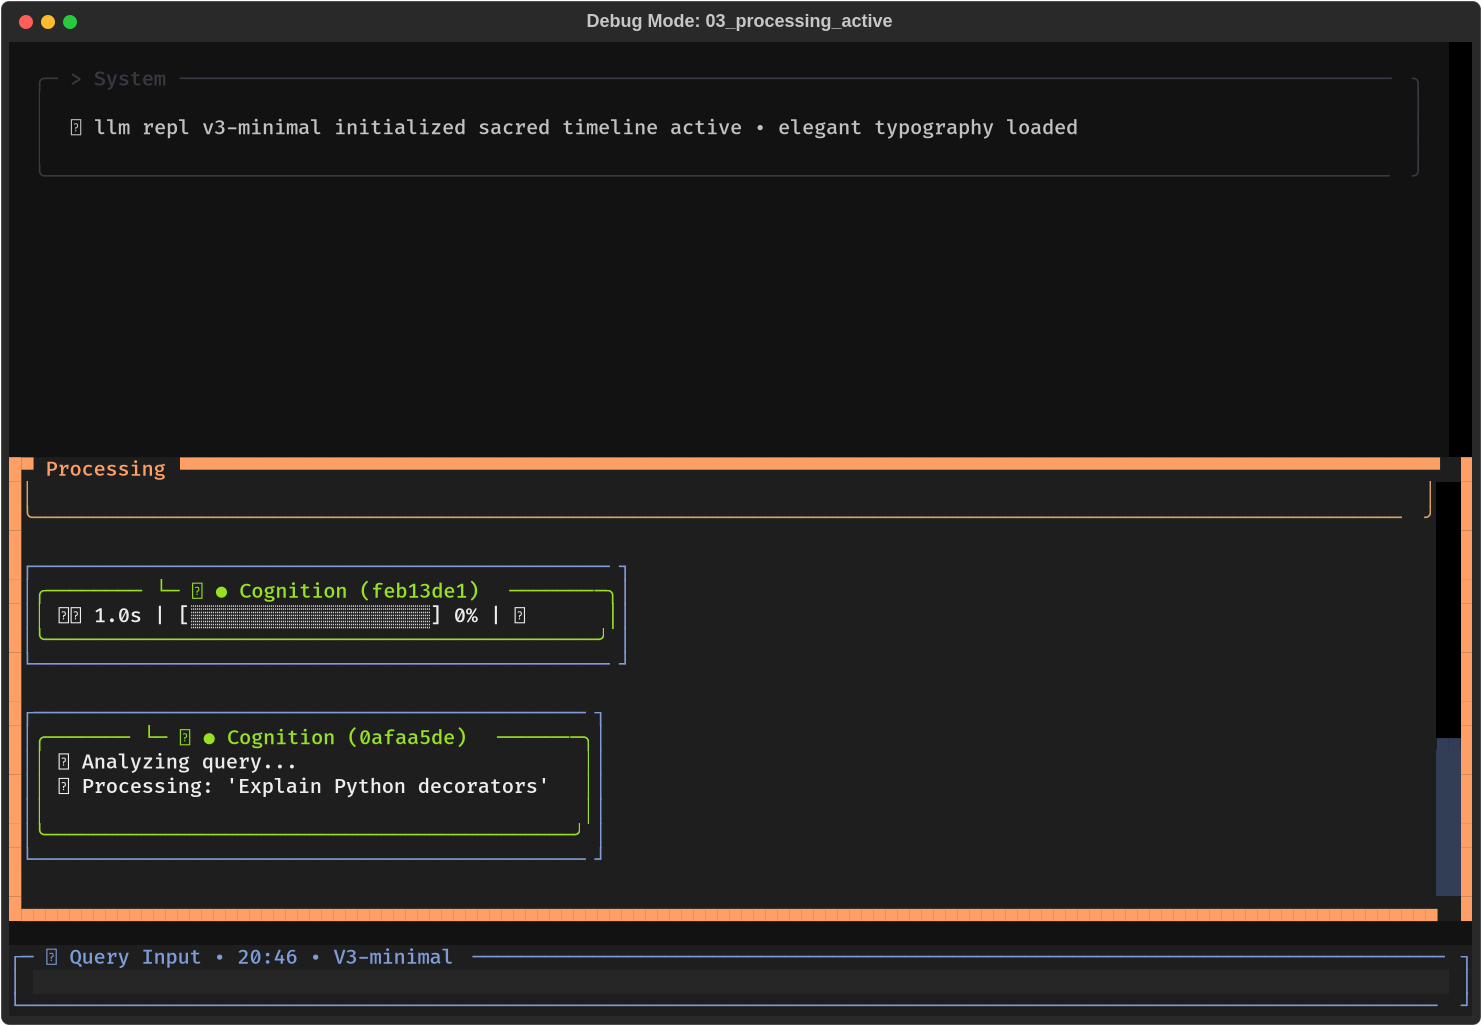 Debug Mode: 03_processing_active
> System
llm repl v3-minimal initialized sacred timeline active • elegant typography loaded
Processing
● Cognition (feb13de1)
1.0s | [░░░░░░░░░░░░░░░░░░░░] 0% |
● Cognition (0afaa5de)
Analyzing query...
Processing: 'Explain Python decorators'
Query Input • 20:46 • V3-minimal